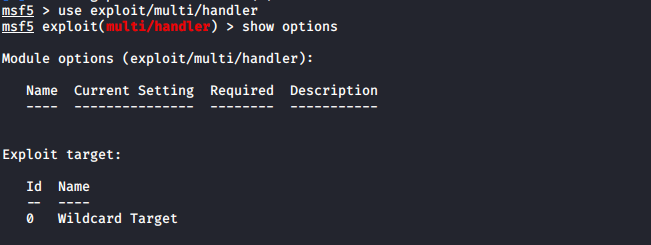 msf5 > use exploit/multi/handler
msf5 exploit(multi/handler) > show options
Module options (exploit/multi/handler):
Name  Current Setting  Required  Description
----  ---------------  --------  -----------
Exploit target:
Id  Name
--  ----
0   Wildcard Target